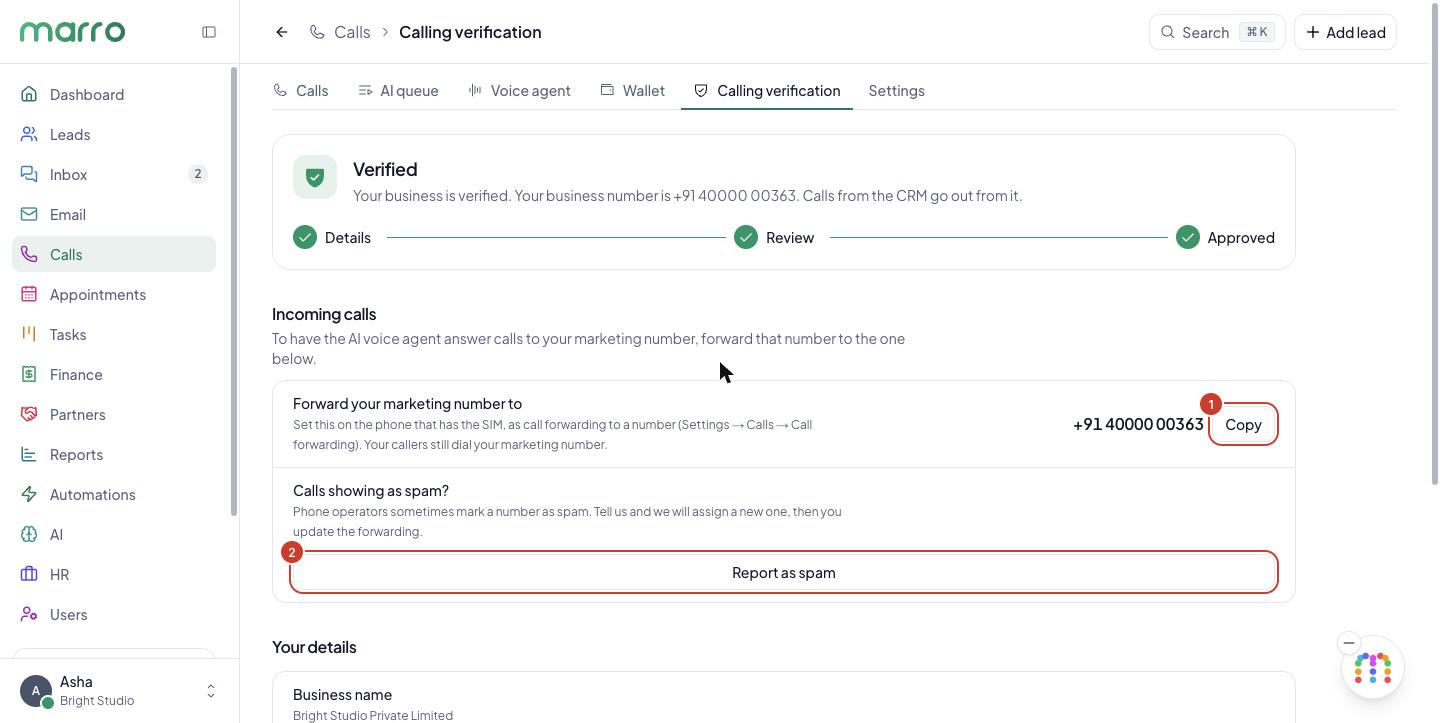 marro
Calls
Calling verification
Search
⌘ K
Add lead
Dashboard
Leads
Inbox
2
Email
Calls
Appointments
Tasks
Finance
Partners
Reports
Automations
AI
HR
Users
A
Asha
Bright Studio
Calls
AI queue
Voice agent
Wallet
Calling verification
Settings
Verified
Your business is verified. Your business number is +91 40000 00363. Calls from the CRM go out from it.
Details
Review
Approved
Incoming calls
To have the AI voice agent answer calls to your marketing number, forward that number to the one
below.
Forward your marketing number to
Set this on the phone that has the SIM, as call forwarding to a number (Settings → Calls → Call
forwarding). Your callers still dial your marketing number.
+91 40000 00363
1
Copy
Calls showing as spam?
Phone operators sometimes mark a number as spam. Tell us and we will assign a new one, then you
update the forwarding.
2
Report as spam
Your details
Business name
Bright Studio Private Limited